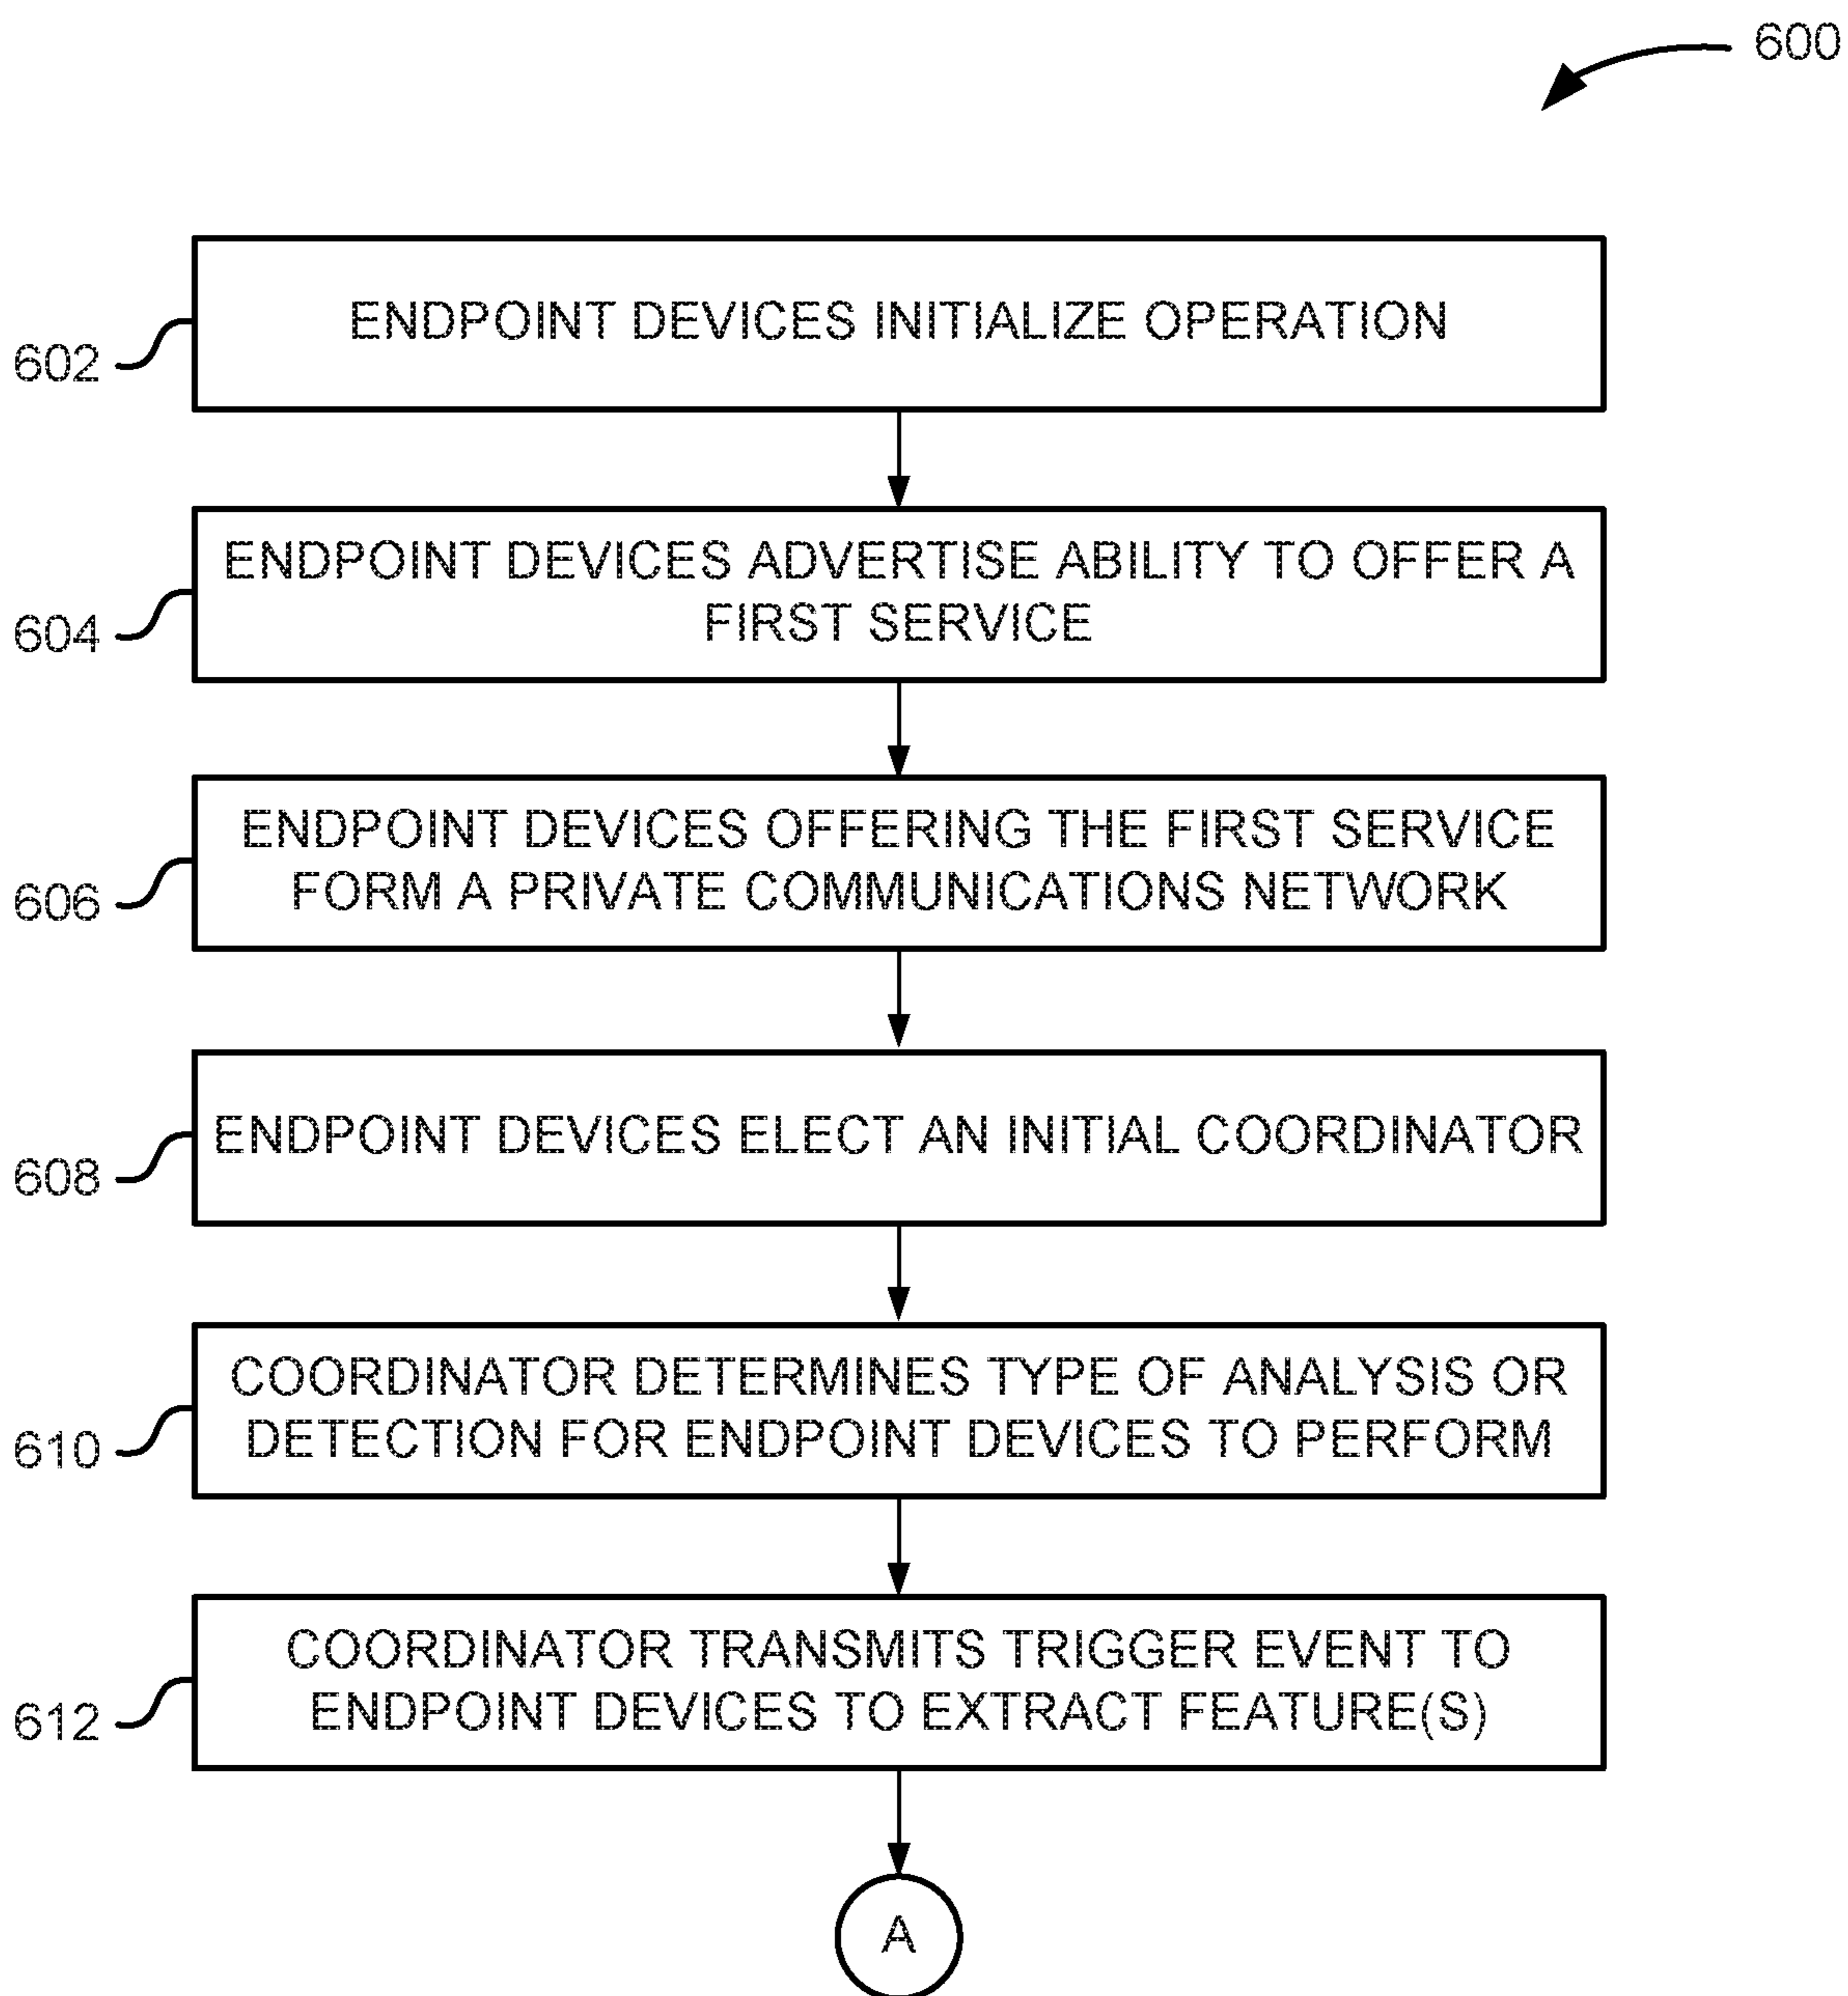 600
602
ENDPOINT DEVICES INITIALIZE OPERATION
604
ENDPOINT DEVICES ADVERTISE ABILITY TO OFFER A
FIRST SERVICE
606
ENDPOINT DEVICES OFFERING THE FIRST SERVICE
FORM A PRIVATE COMMUNICATIONS NETWORK
608
ENDPOINT DEVICES ELECT AN INITIAL COORDINATOR
610
COORDINATOR DETERMINES TYPE OF ANALYSIS OR
DETECTION FOR ENDPOINT DEVICES TO PERFORM
612
COORDINATOR TRANSMITS TRIGGER EVENT TO
ENDPOINT DEVICES TO EXTRACT FEATURE(S)
A